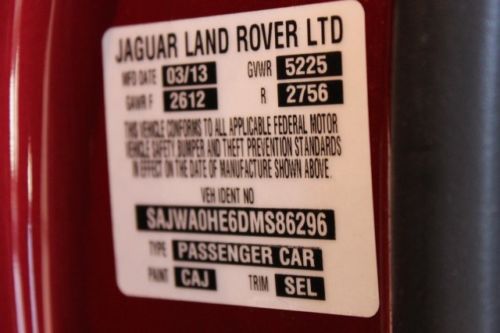 JAGUAR LAND ROVER LTD
MFD DATE 03/13 GVWR 5225
GAWR F 2612 R 2756
THIS VEHICLE CONFORMS TO ALL APPLICABLE FEDERAL MOTOR
VEHICLE SAFETY BUMPER AND THEFT PREVENTION STANDARDS
IN EFFECT ON THE DATE OF MANUFACTURE SHOWN ABOVE.
VEH IDENT NO
SAJWA0HE6DMS86296
TYPE PASSENGER CAR
PAINT CAJ TRIM SEL